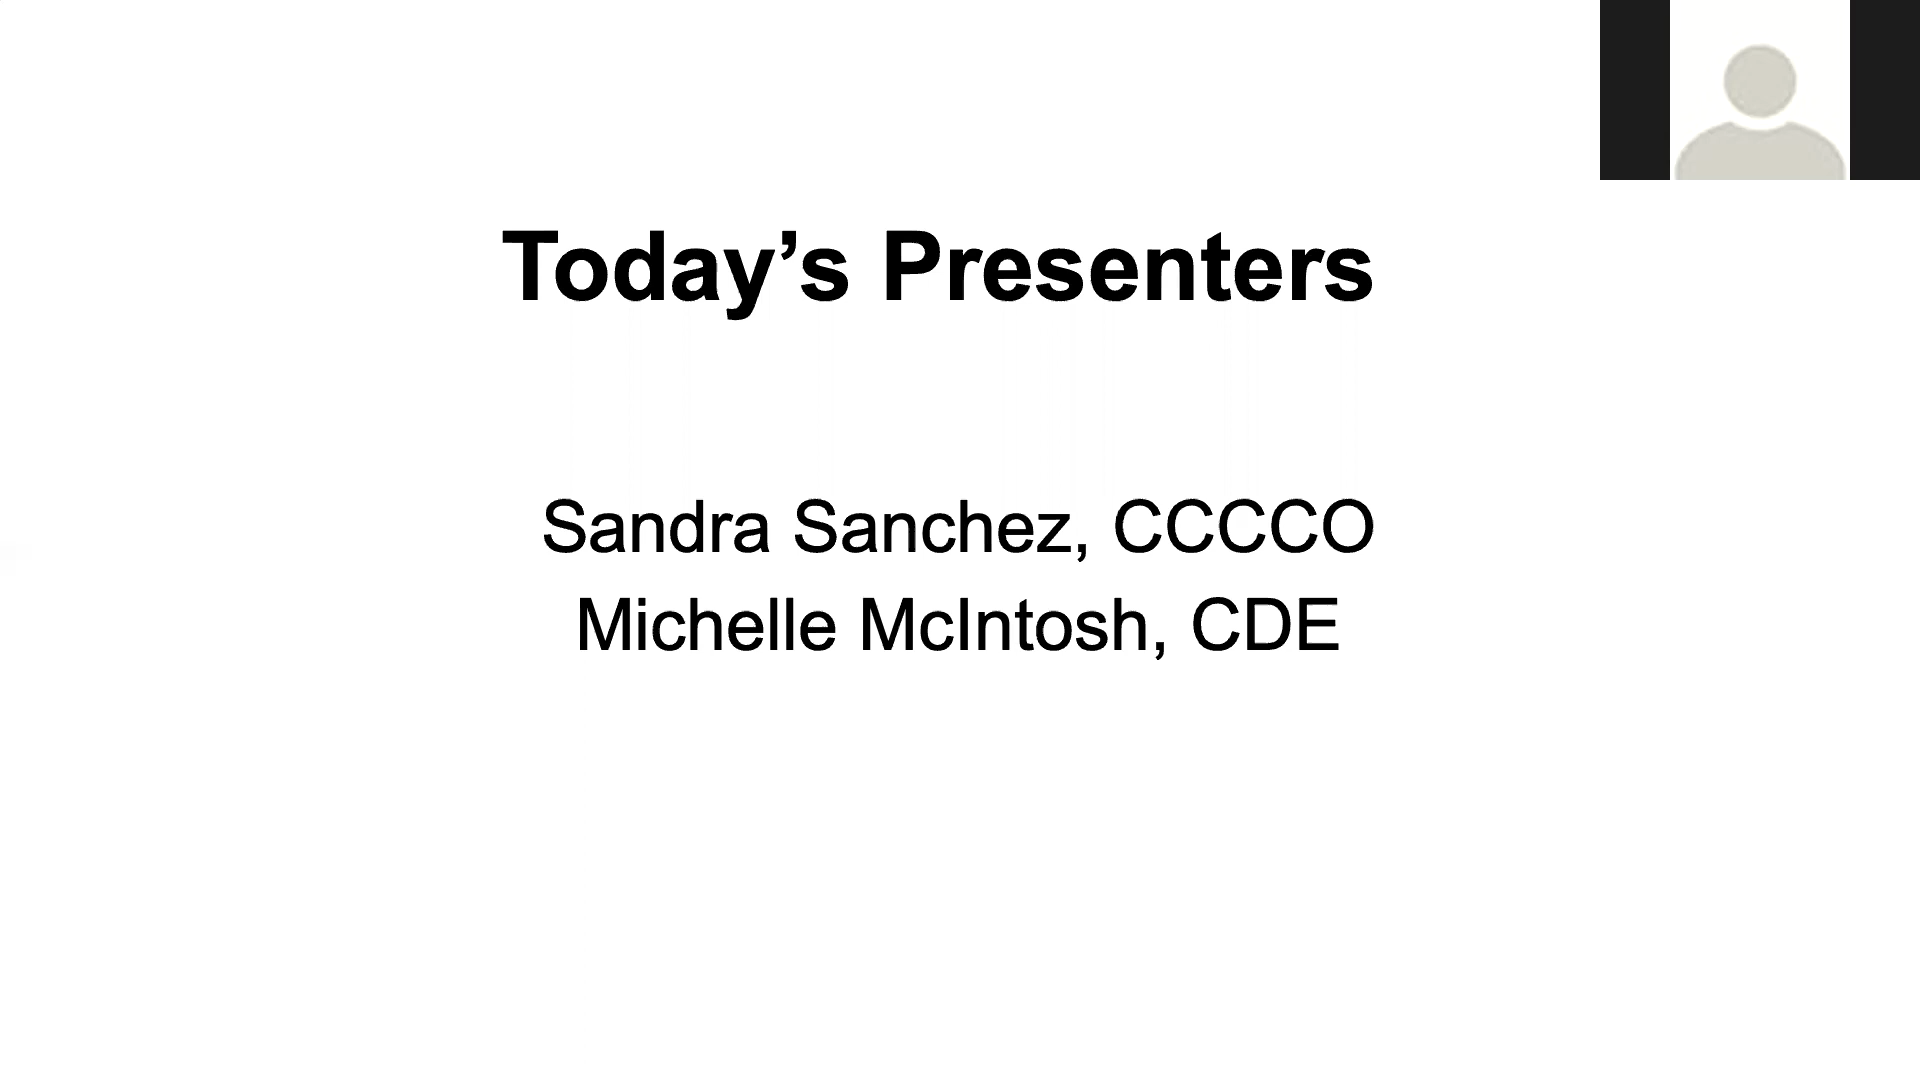 Today’s Presenters
Sandra Sanchez, CCCCO
Michelle McIntosh, CDE